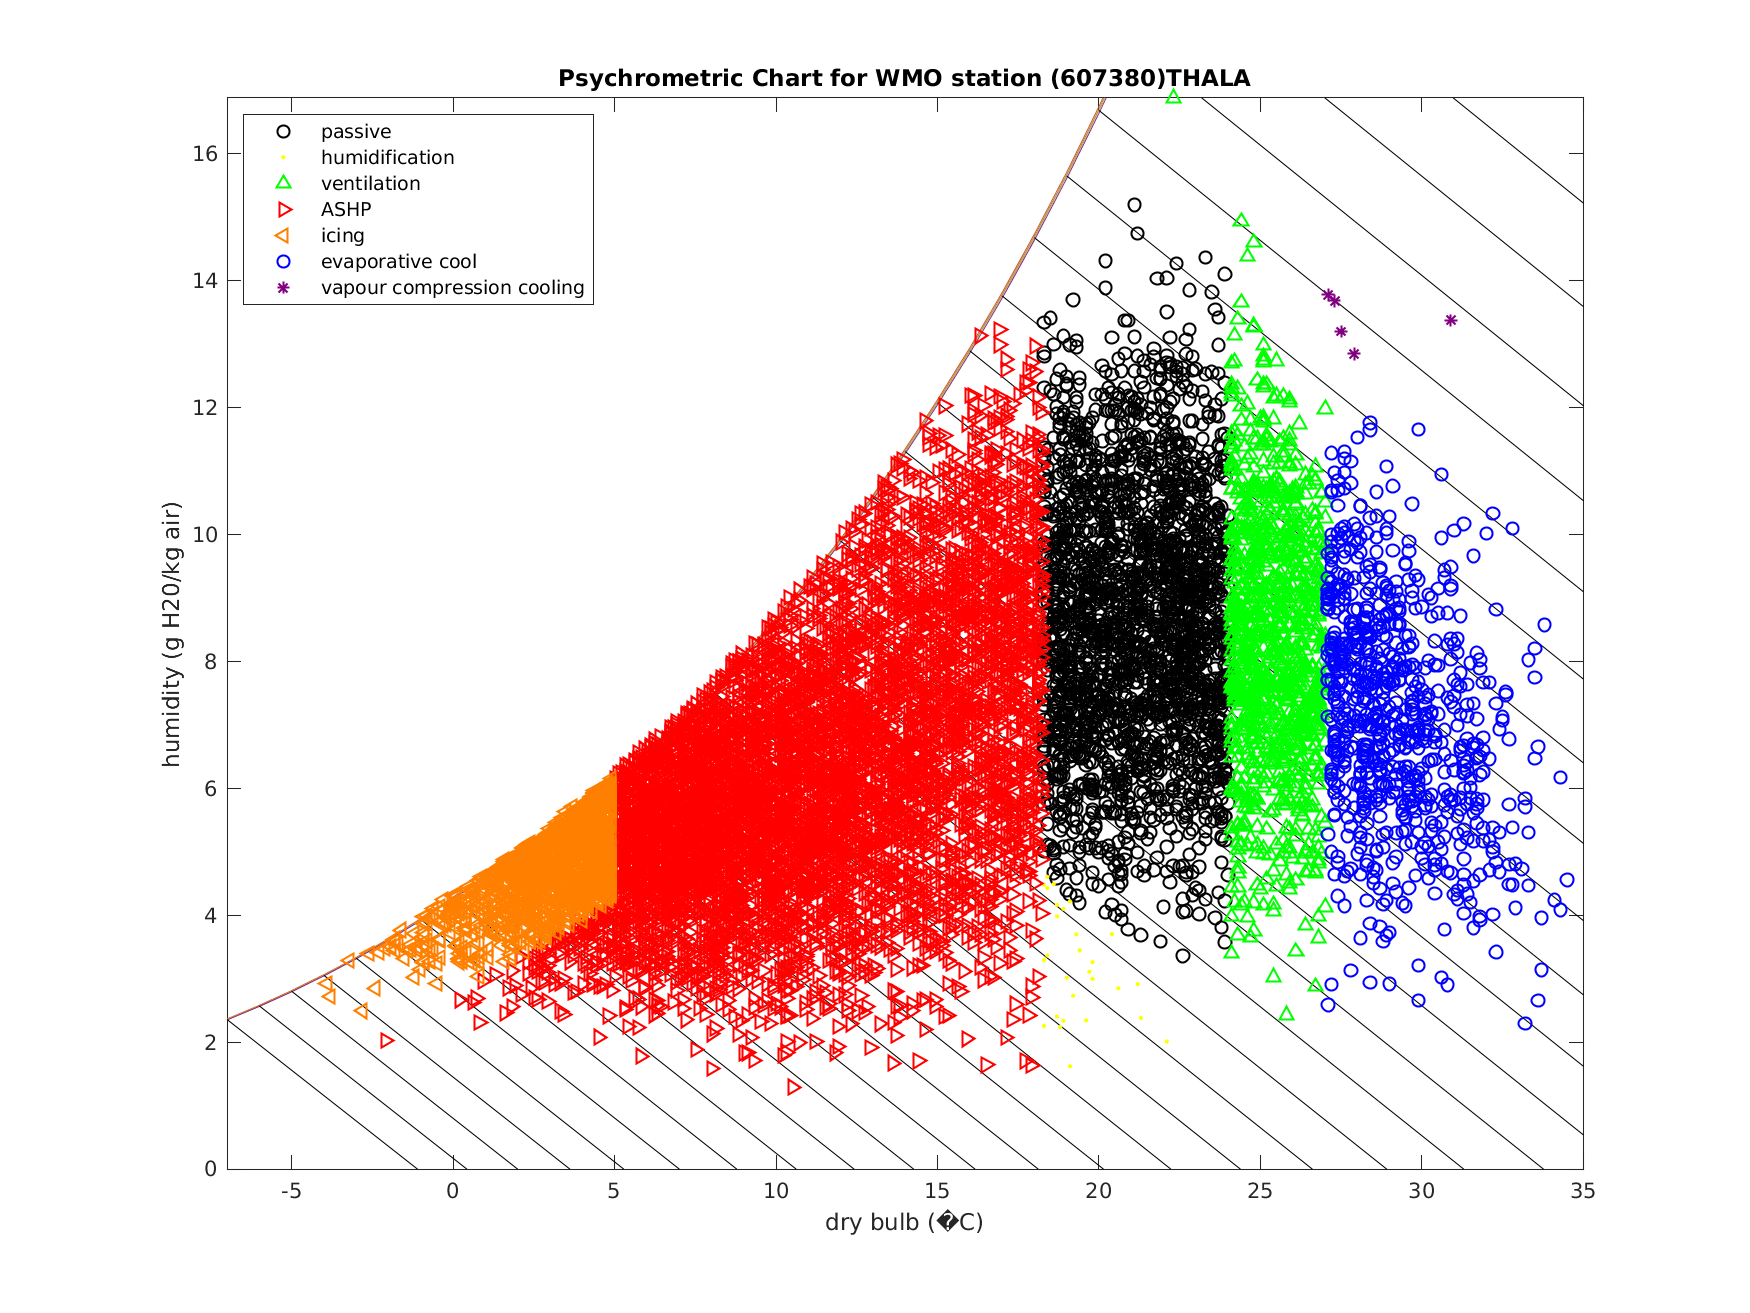 Psychrometric Chart for WMO station (607380)THALA
passive
humidification
ventilation
ASHP
icing
evaporative cool
vapour compression cooling
humidity (g H20/kg air)
16
14
12
10
8
6
4
2
0
-5 0 5 10 15 20 25 30 35
dry bulb (�C)